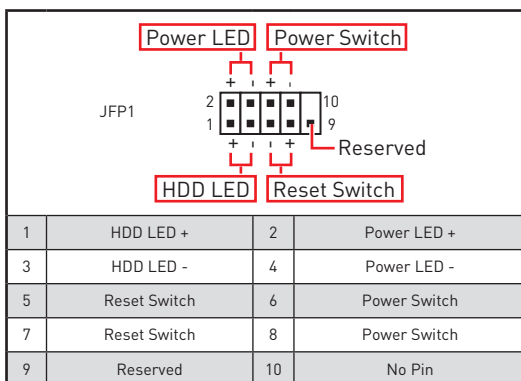 Power LED Power Switch
+ - + -
2 10
JFP1
1 9
+ - - +
Reserved
HDD LED Reset Switch
1 HDD LED + 2 Power LED +
3 HDD LED - 4 Power LED -
5 Reset Switch 6 Power Switch
7 Reset Switch 8 Power Switch
9 Reserved 10 No Pin